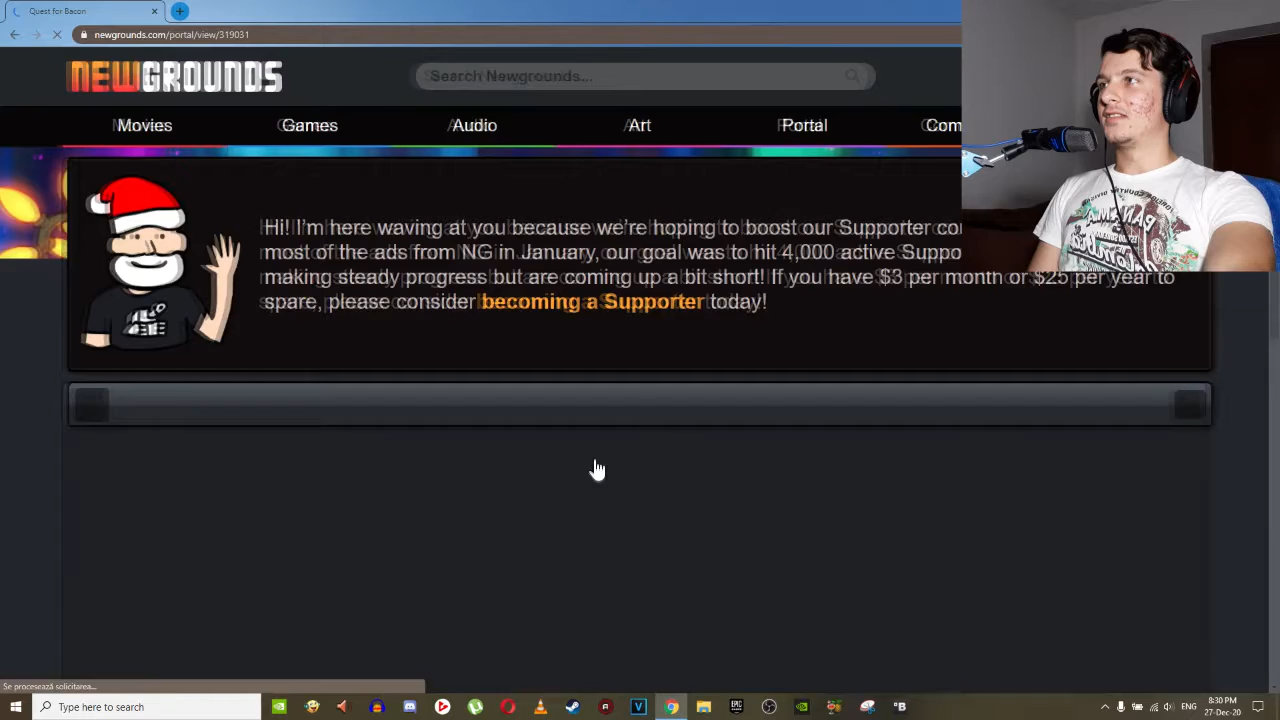 Quest for Bacon
newgrounds.com/portal/view/319031
NEWGROUNDS
Search Newgrounds...
Movies
Games
Audio
Art
Portal
Com
Hi! I'm here waving at you because we're hoping to boost our Supporter
most of the ads from NG in January, our goal was to hit 4,000 active
making steady progress but are coming up a bit short! If you have $3 per month or $25 per year to
spare, please consider becoming a Supporter today!
Se procesează solicitarea...
Type here to search
ENG
8:30 PM
27-Dec-20